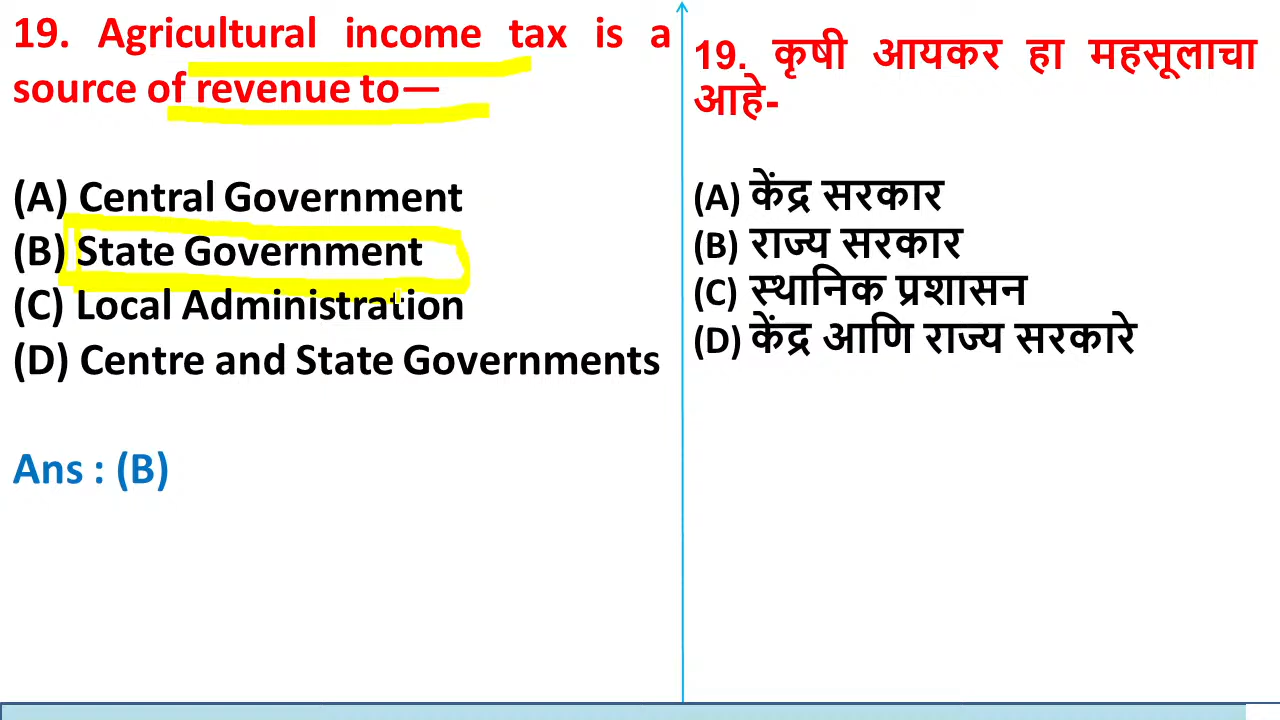 19. Agricultural income tax is a
source of revenue to—
(A) Central Government
(B) State Government
(C) Local Administration
(D) Centre and State Governments
Ans : (B)
19. कृषी आयकर हा महसूलाचा
आहे-
(A) केंद्र सरकार
(B) राज्य सरकार
(C) स्थानिक प्रशासन
(D) केंद्र आणि राज्य सरकारे